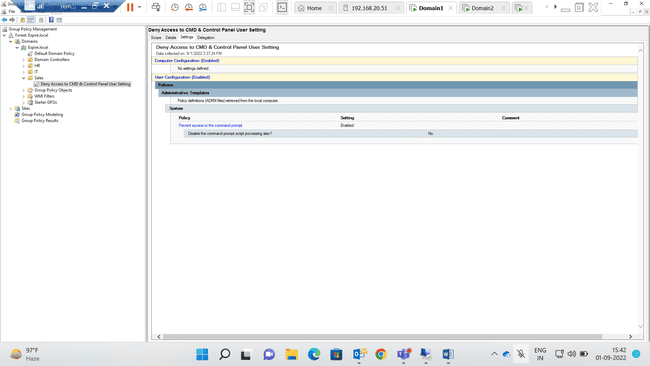 Group Policy Management
File
Home
192.168.20.51
Domain1
Domain2
Group Policy Management
Forest: Expire.local
Domains
Expire.local
Default Domain Policy
Domain Controllers
HR
IT
Sales
Deny Access to CMD & Control Panel User Setting
Group Policy Objects
WMI Filters
Starter GPOs
Sites
Group Policy Modeling
Group Policy Results
Deny Access to CMD & Control Panel User Setting
Scope Details Settings Delegation
Deny Access to CMD & Control Panel User Setting
Data collected on: 9/1/2022 3:37:24 PM
Computer Configuration (Enabled)
No settings defined.
User Configuration (Enabled)
Policies
Administrative Templates
Policy definitions (ADMX files) retrieved from the local computer.
System
Policy Setting Comment
Prevent access to the command prompt Enabled
Disable the command prompt script processing also? No
97°F
Haze
ENG
IN
15:42
01-09-2022